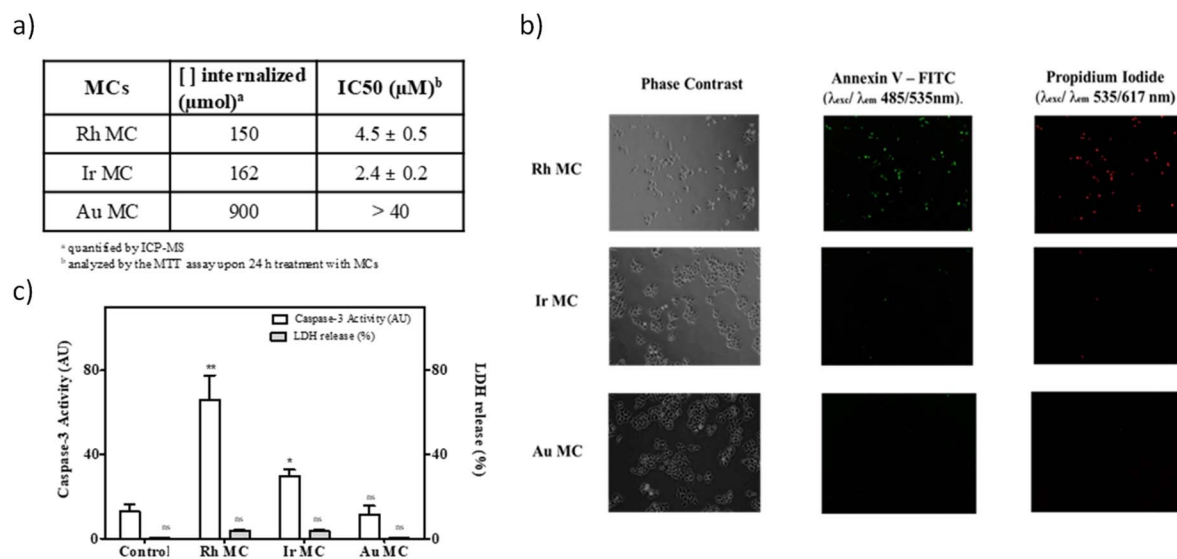 a)
MCs
[ ] internalized
(μmol)ᵃ
IC50 (μM)ᵇ
Rh MC
150
4.5 ± 0.5
Ir MC
162
2.4 ± 0.2
Au MC
900
> 40
ᵃ quantified by ICP-MS
ᵇ analyzed by the MTT assay upon 24 h treatment with MCs
b)
Phase Contrast
Annexin V – FITC
(λexc/ λem 485/535nm).
Propidium Iodide
(λexc/ λem 535/617 nm)
Rh MC
Ir MC
Au MC
c)
Caspase-3 Activity (AU)
LDH release (%)
Caspase-3 Activity (AU)
80
40
0
**
*
ns
ns
ns
ns
ns
80
40
0
LDH release
(%)
Control
Rh MC
Ir MC
Au MC